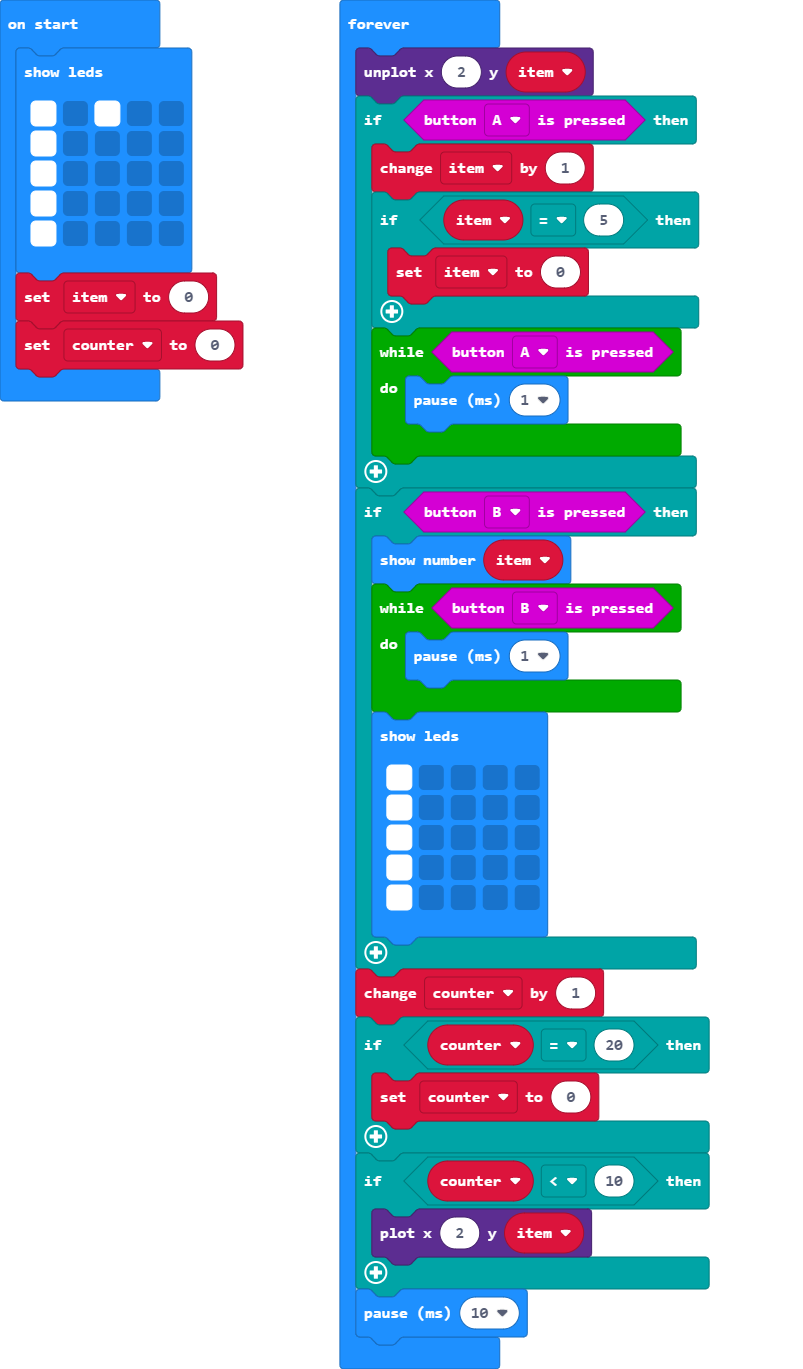 on start
show leds
set item to 0
set counter to 0
forever
unplot x 2 y item
if button A is pressed then
change item by 1
if item = 5 then
set item to 0
while button A is pressed
do pause (ms) 1
if button B is pressed then
show number item
while button B is pressed
do pause (ms) 1
show leds
change counter by 1
if counter = 20 then
set counter to 0
if counter < 10 then
plot x 2 y item
pause (ms) 10